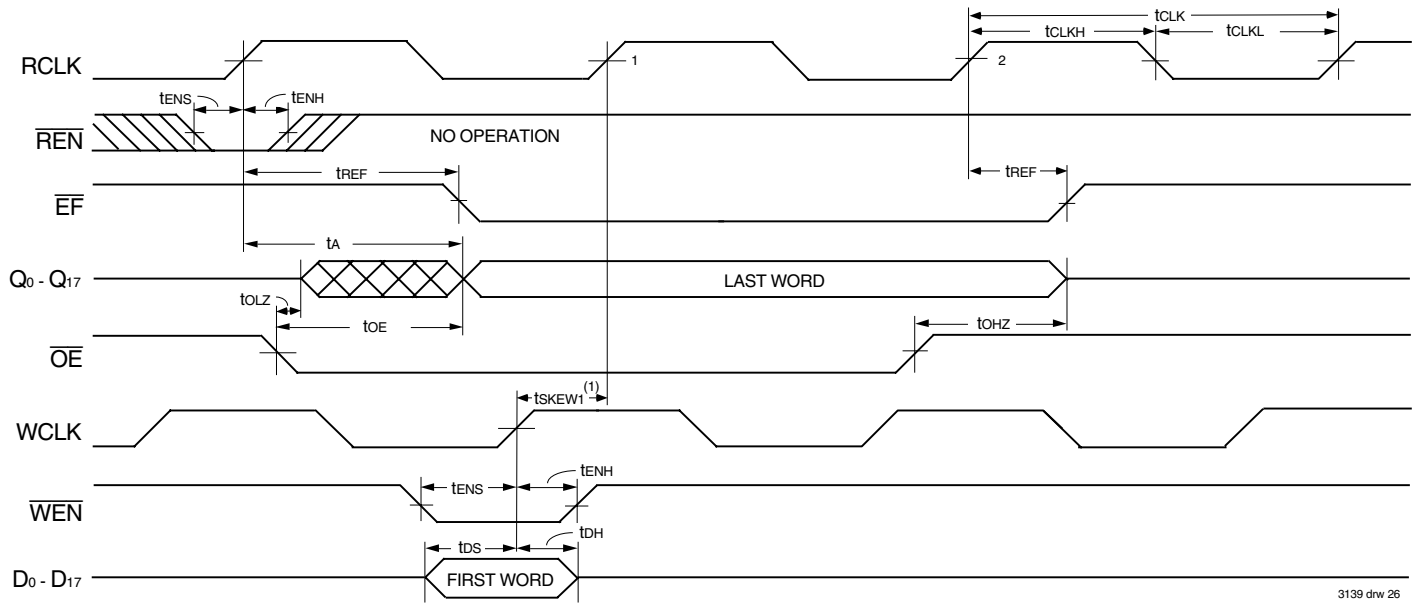 tCLK
tCLKH tCLKL
RCLK 1 2
tENS tENH
REN NO OPERATION
tREF tREF
EF
tA
Q0 - Q17 LAST WORD
tOLZ
tOE tOHZ
OE
tSKEW1(1)
WCLK
tENS tENH
WEN
tDS tDH
D0 - D17 FIRST WORD
3139 drw 26